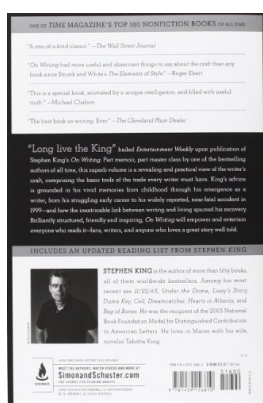 ONE OF TIME MAGAZINE'S TOP 100 NONFICTION BOOKS OF ALL TIME
"A one-of-a-kind classic." —The Wall Street Journal
"On Writing had more useful and observant things to say about the craft than any
book since Strunk and White's The Elements of Style." —Roger Ebert
"This is a special book, animated by a unique intelligence, and filled with useful
truth." —Michael Chabon
"The best book on writing. Ever." —The Cleveland Plain Dealer
"Long live the King" hailed Entertainment Weekly upon publication of
Stephen King's On Writing. Part memoir, part master class by one of the bestselling
authors of all time, this superb volume is a revealing and practical view of the writer's
craft, comprising the basic tools of the trade every writer must have. King's advice
is grounded in his vivid memories from childhood through his emergence as a
writer, from his struggling early career to his widely reported, near-fatal accident in
1999—and how the inextricable link between writing and living spurred his recovery.
Brilliantly structured, friendly and inspiring, On Writing will empower and entertain
everyone who reads it—fans, writers, and anyone who loves a great story well told.
INCLUDES AN UPDATED READING LIST FROM STEPHEN KING
STEPHEN KING is the author of more than fifty books,
all of them worldwide bestsellers. Among his most
recent are 11/22/63, Under the Dome, Lisey's Story,
Duma Key, Cell, Dreamcatcher, Hearts in Atlantis, and
Bag of Bones. He was the recipient of the 2003 National
Book Foundation Medal for Distinguished Contribution
to American Letters. He lives in Maine with his wife,
novelist Tabitha King.
MEET THE AUTHORS, WATCH VIDEOS AND MORE AT
SimonandSchuster.com
SCRIBNER
51600